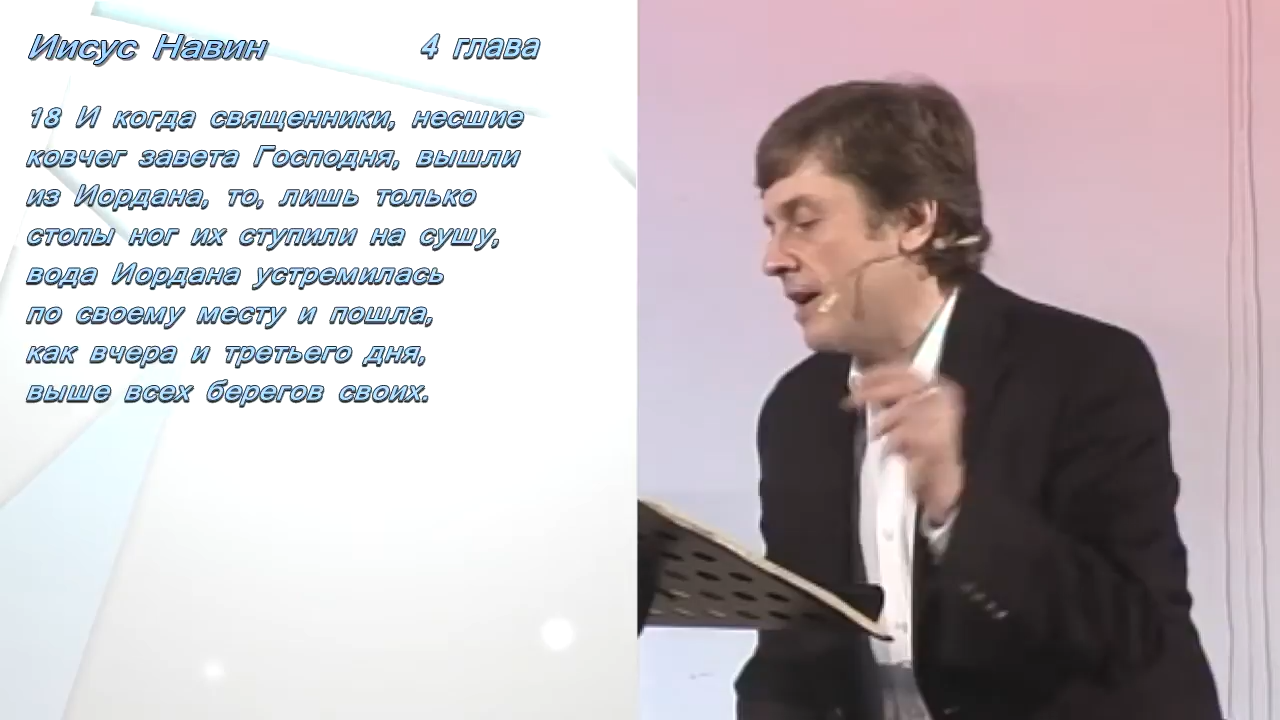 Иисус Навин 4 глава
18 И когда священники, несшие
ковчег завета Господня, вышли
из Иордана, то, лишь только
стопы ног их ступили на сушу,
вода Иордана устремилась
по своему месту и пошла,
как вчера и третьего дня,
выше всех берегов своих.